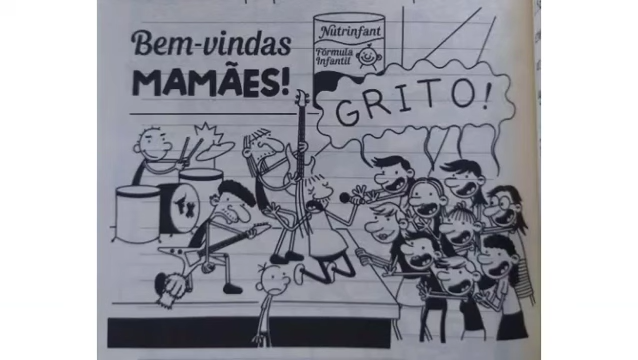 Bem-vindas
MAMÃES!
Nutrinfant
Fórmula
Infantil
GRITO!